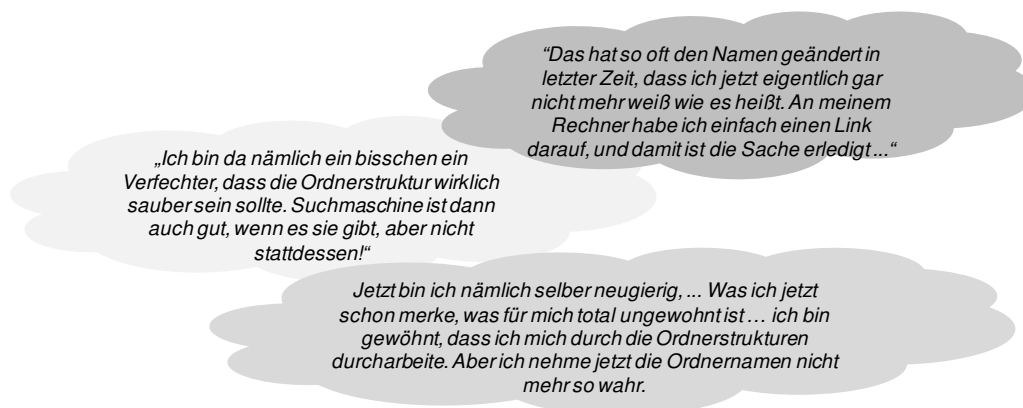 “Das hat so oft den Namen geändert in
letzter Zeit, dass ich jetzt eigentlich gar
nicht mehr weiß wie es heißt. An meinem
Rechner habe ich einfach einen Link
darauf, und damit ist die Sache erledigt ...“
„Ich bin da nämlich ein bisschen ein
Verfechter, dass die Ordnerstruktur wirklich
sauber sein sollte. Suchmaschine ist dann
auch gut, wenn es sie gibt, aber nicht
stattdessen!“
Jetzt bin ich nämlich selber neugierig, ... Was ich jetzt
schon merke, was für mich total ungewohnt ist … ich bin
gewöhnt, dass ich mich durch die Ordnerstrukturen
durcharbeite. Aber ich nehme jetzt die Ordnernamen nicht
mehr so wahr.